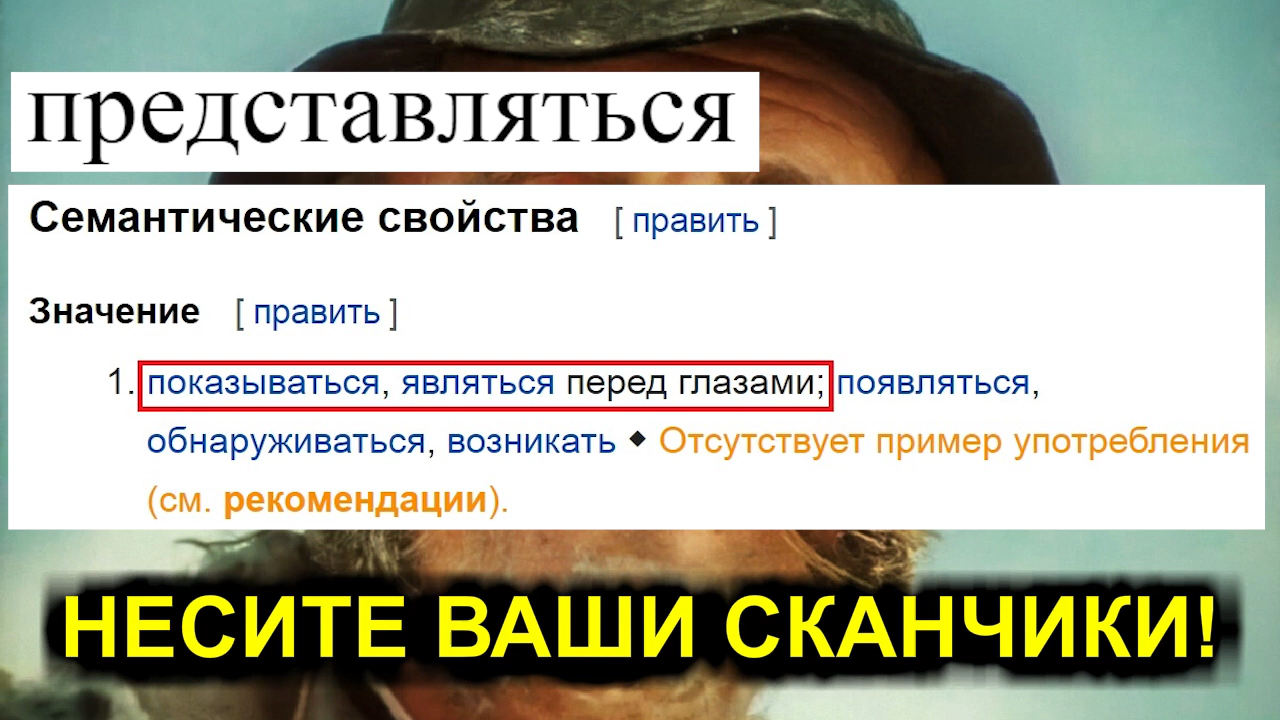 представляться
Семантические свойства [ править ]
Значение [ править ]
1. показываться, являться перед глазами; появляться,
обнаруживаться, возникать ◆ Отсутствует пример употребления
(см. рекомендации).
НЕСИТЕ ВАШИ СКАНЧИКИ!